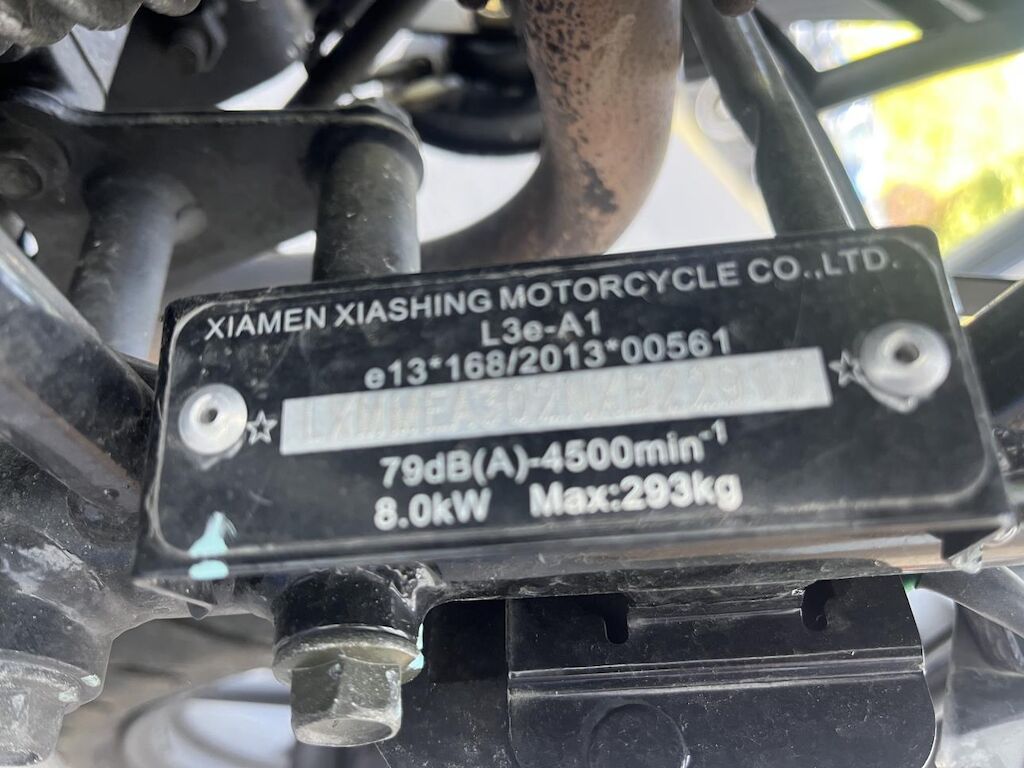 XIAMEN XIASHING MOTORCYCLE CO.,LTD.
L3e-A1
e13*168/2013*00561
79dB(A)-4500min⁻¹
8.0kW Max:293kg